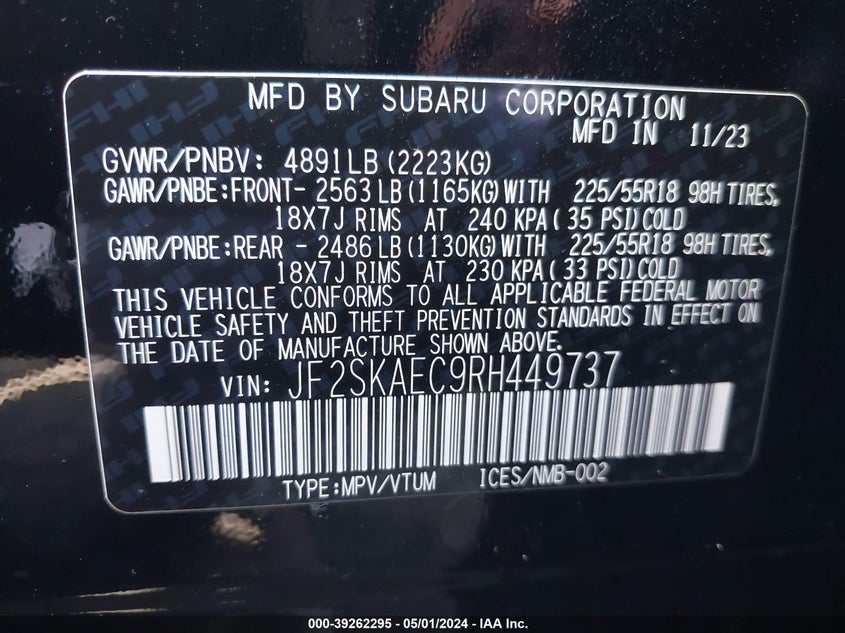 MFD BY SUBARU CORPORATION
MFD IN 11/23
GVWR/PNBV: 4891LB (2223KG)
GAWR/PNBE:FRONT- 2563LB (1165KG)WITH 225/55R18 98H TIRES,
18X7J RIMS AT 240 KPA( 35 PSI)COLD
GAWR/PNBE:REAR - 2486LB (1130KG)WITH 225/55R18 98H TIRES,
18X7J RIMS AT 230 KPA( 33 PSI)COLD
THIS VEHICLE CONFORMS TO ALL APPLICABLE FEDERAL MOTOR
VEHICLE SAFETY AND THEFT PREVENTION STANDARDS IN EFFECT ON
THE DATE OF MANUFACTURE SHOWN ABOVE.
VIN: JF2SKAEC9RH449737
TYPE:MPV/VTUM ICES/NMB-002
000-39262295 - 05/01/2024 - IAA Inc.